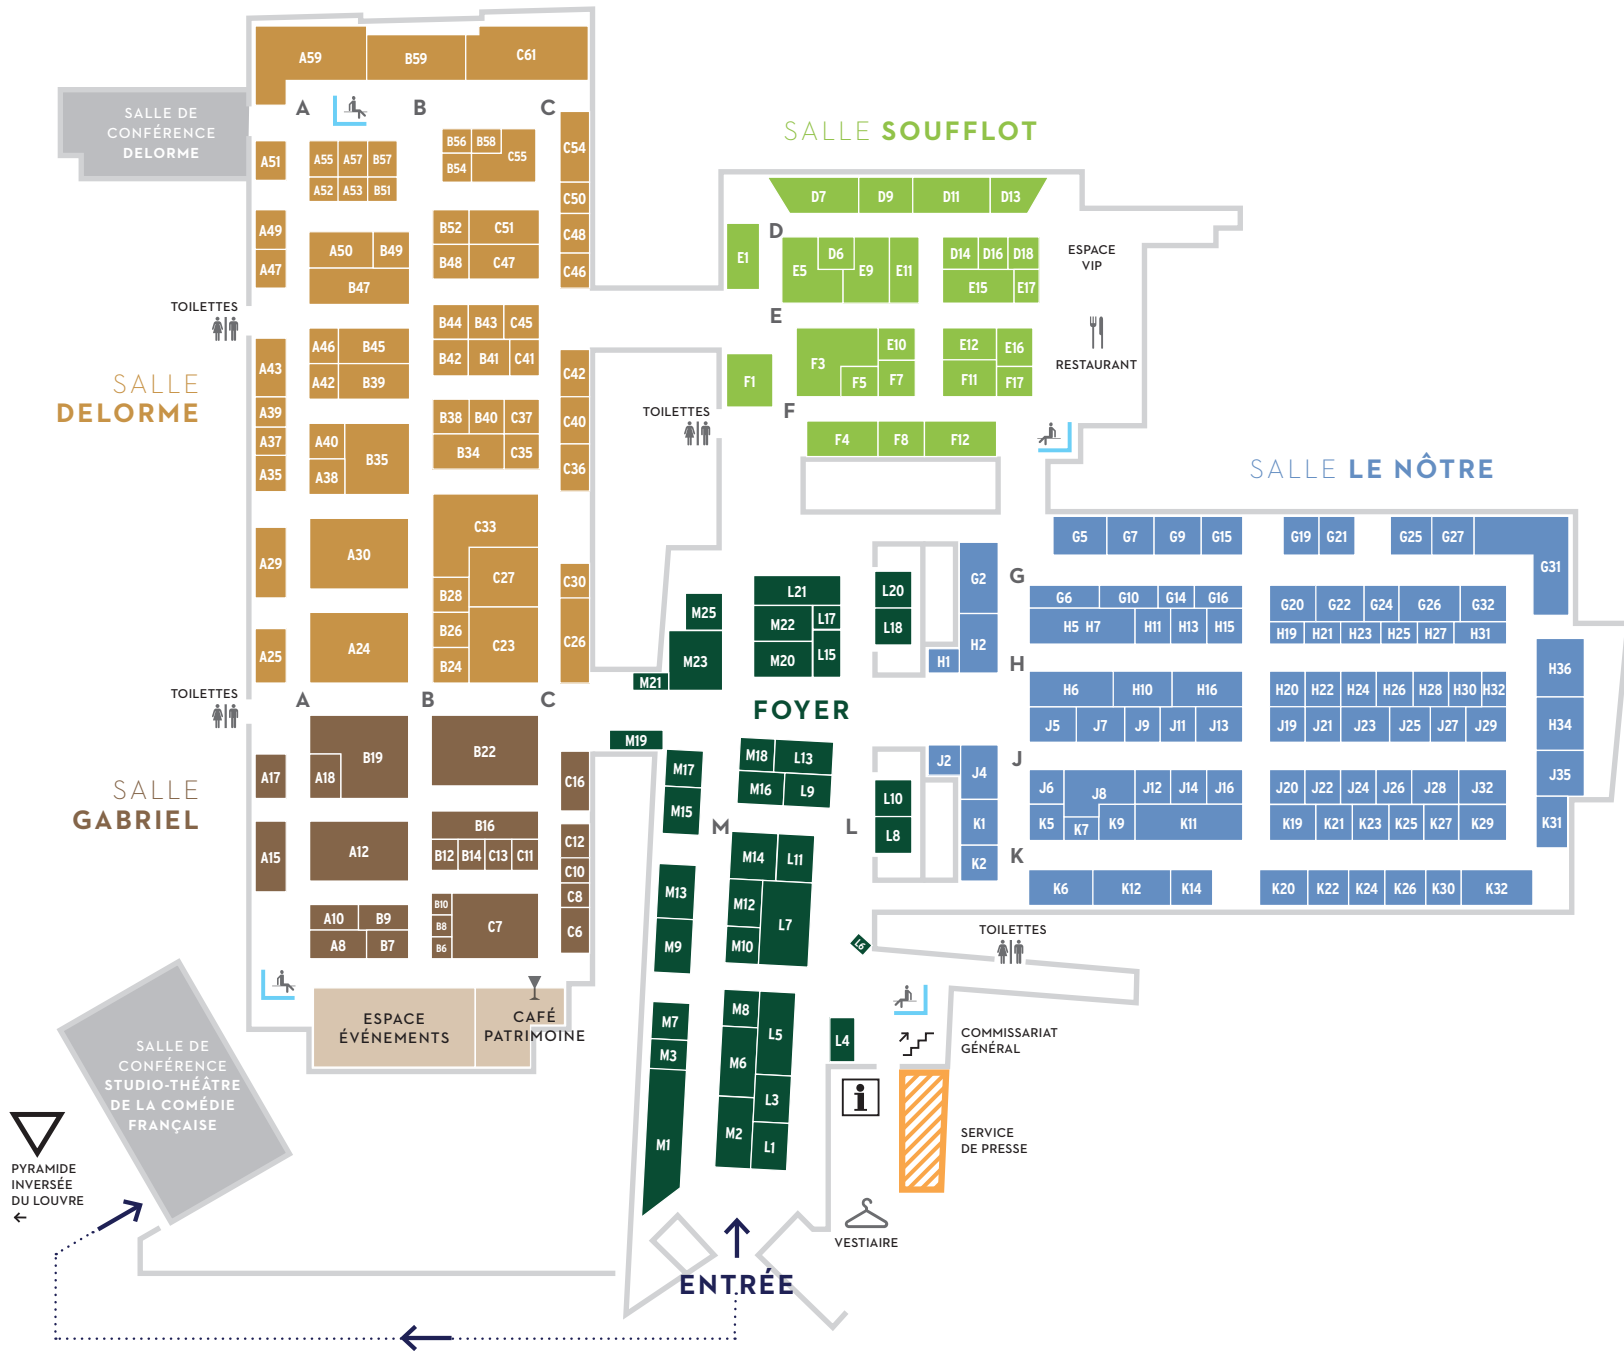 A59
B59
C61
A
B
C
SALLE DE
CONFÉRENCE
DELORME
A51
A55
A57
B57
A52
A53
B51
B56
B58
B54
C55
C54
C50
C48
C46
A49
A47
A50
B49
B47
B52
C51
B48
C47
TOILETTES
B44
B43
C45
B42
B41
C41
A46
B45
A42
B39
A43
A39
A37
A35
SALLE
DELORME
C42
C40
C36
B38
B40
C37
B34
C35
A40
A38
B35
A29
A30
C33
C27
B28
B26
B24
C23
C30
C26
A25
A24
TOILETTES
A
B
C
SALLE
GABRIEL
A17
A15
A18
B19
B22
C16
A12
B16
B12
B14
C13
C11
C12
C10
C8
C6
A10
B9
A8
B7
B10
B8
B6
C7
ESPACE
ÉVÉNEMENTS
CAFÉ
PATRIMOINE
SALLE DE
CONFÉRENCE
STUDIO-THÉÂTRE
DE LA COMÉDIE
FRANÇAISE
PYRAMIDE
INVERSÉE
DU LOUVRE
SALLE SOUFFLOT
D7
D9
D11
D13
D
E1
E5
D6
E9
E11
D14
D16
D18
E15
E17
ESPACE
VIP
E
F3
E10
F5
F7
E12
E16
F11
F17
RESTAURANT
F1
F
F4
F8
F12
TOILETTES
SALLE LE NÔTRE
G5
G7
G9
G15
G19
G21
G25
G27
G31
G
G2
H2
H1
G6
G10
G14
G16
H5
H7
H11
H13
H15
G20
G22
G24
G26
G32
H19
H21
H23
H25
H27
H31
H
H6
H10
H16
J5
J7
J9
J11
J13
H20
H22
H24
H26
H28
H30
H32
J19
J21
J23
J25
J27
J29
H36
H34
J35
K31
J
J2
J4
K1
K2
J6
J8
J12
J14
J16
K5
K7
K9
K11
J20
J22
J24
J26
J28
J32
K19
K21
K23
K25
K27
K29
K
K6
K12
K14
K20
K22
K24
K26
K30
K32
L20
L18
L21
M22
L17
M20
L15
M25
M23
M21
FOYER
M19
M17
M15
M18
L13
M16
L9
L10
L8
M
L
M14
L11
M12
L7
M10
M13
M9
L6
TOILETTES
M7
M3
M1
M8
L5
M6
L3
M2
L1
L4
COMMISSARIAT
GÉNÉRAL
i
SERVICE
DE PRESSE
VESTIAIRE
ENTRÉE